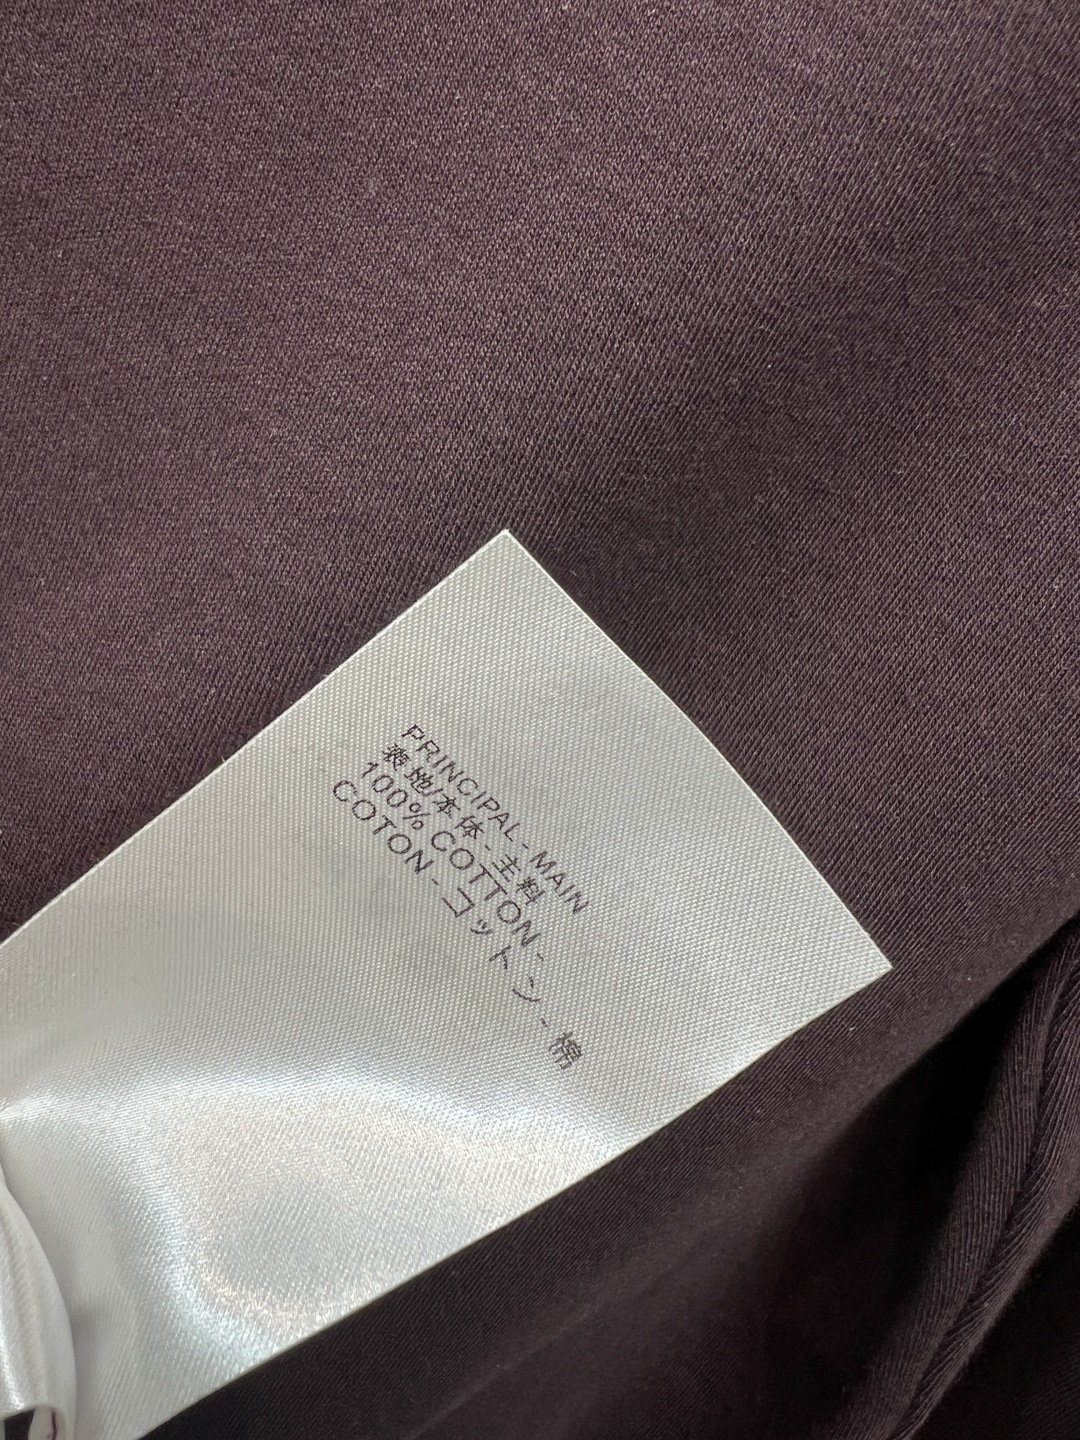 PRINCIPAL - MAIN
表地/本体 - 主料
100% COTTON -
COTON - コットン - 棉